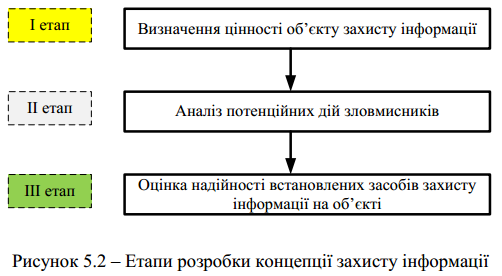 І етап
Визначення цінності об’єкту захисту інформації
ІІ етап
Аналіз потенційних дій зловмисників
ІІІ етап
Оцінка надійності встановлених засобів захисту
інформації на об’єкті
Рисунок 5.2 – Етапи розробки концепції захисту інформації